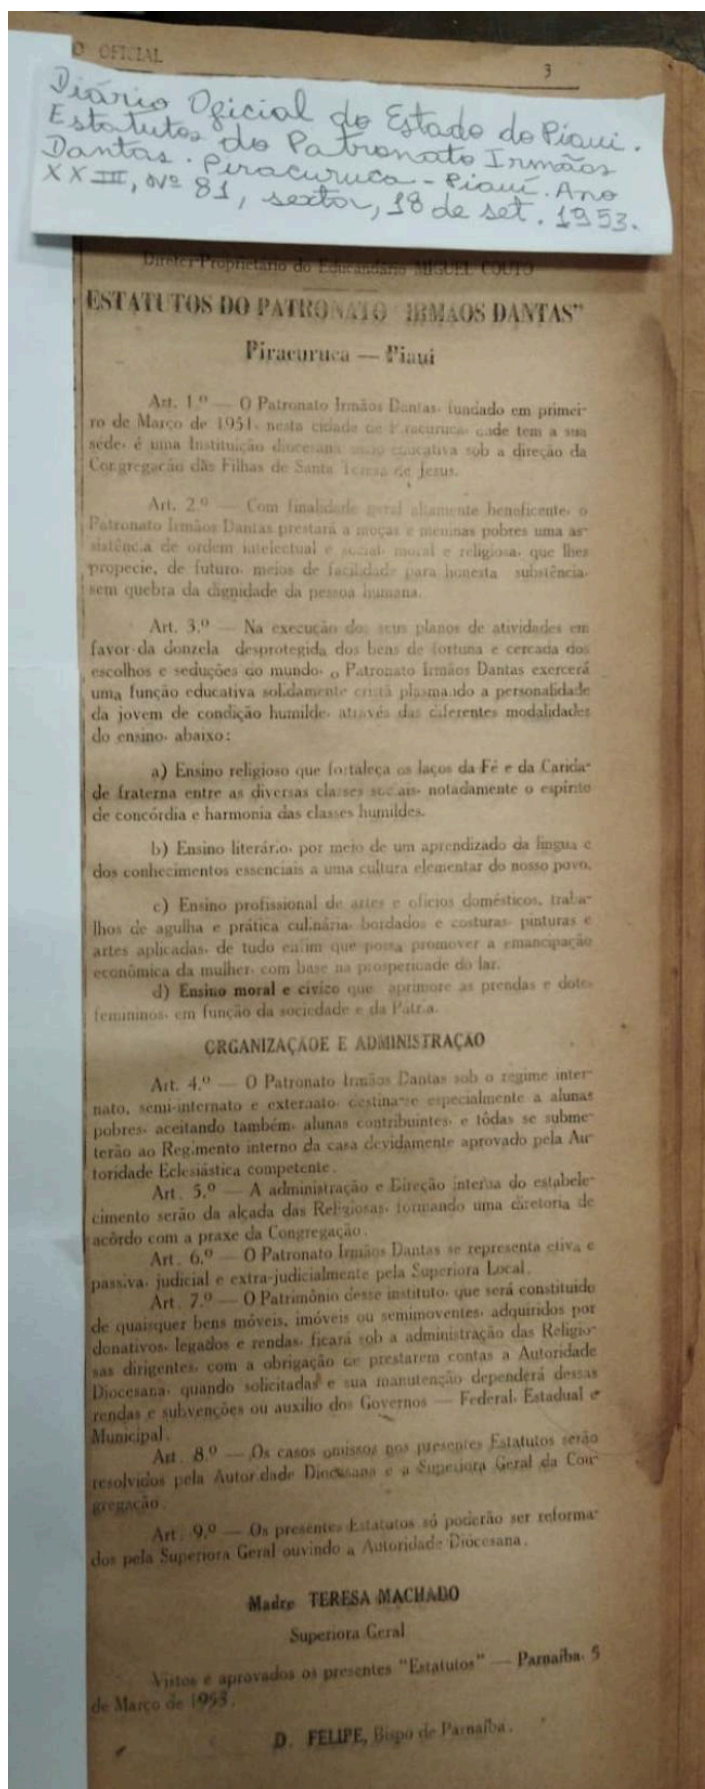 O OFICIAL
3
Diário Oficial do Estado do Piauí.
Estatutos do Patronato Irmãos
Dantas. Piracuruca - Piauí. Ano
XXIII, Nº 81, sexta, 18 de set. 1953.
Diretor-Proprietário do Educandário MIGUEL COUTO
ESTATUTOS DO PATRONATO "IRMAOS DANTAS"
Piracuruca — Piaui
Art. 1.º — O Patronato Irmãos Dantas, fundado em primei-
ro de Março de 1951, nesta cidade de Piracuruca, onde tem a sua
sede, é uma Instituição diocesana educativa sob a direção da
Congregacão das Filhas de Santa Teresa de Jesus.
Art. 2.º — Com finalidade geral altamente beneficente, o
Patronato Irmãos Dantas prestará a moças e meninas pobres uma as-
sistência de ordem intelectual e social, moral e religiosa, que lhes
propecie, de futuro, meios de facilidade para honesta substência,
sem quebra da dignidade da pessoa humana.
Art. 3.º — Na execução dos seus planos de atividades em
favor da donzela desprotegida dos bens de fortuna e cercada dos
escolhos e seduções do mundo, o Patronato Irmãos Dantas exercerá
uma função educativa solidamente cristã plasmando a personalidade
da jovem de condição humilde, através das diferentes modalidades
do ensino, abaixo:
a) Ensino religioso que fortaleça os laços da Fé e da Carida-
de fraterna entre as diversas classes sociais, notadamente o espírito
de concórdia e harmonia das classes humildes.
b) Ensino literário, por meio de um aprendizado da lingua e
dos conhecimentos essenciais a uma cultura elementar do nosso povo.
c) Ensino profissional de artes e oficios domésticos, traba-
lhos de agulha e prática culinária, bordados e costuras, pinturas e
artes aplicadas, de tudo enfim que possa promover a emancipação
econômica da mulher, com base na prosperidade do lar.
d) Ensino moral e civico que aprimore as prendas e dotes
femininos, em função da sociedade e da Pátria.
ORGANIZAÇÃOE E ADMINISTRAÇÃO
Art. 4.º — O Patronato Irmãos Dantas sob o regime inter-
nato, semi-internato e externato, destina-se especialmente a alunas
pobres, aceitando também, alunas contribuintes, e tôdas se subme-
terão ao Regimento interno da casa devidamente aprovado pela Au-
toridade Eclesiástica competente.
Art. 5.º — A administração e Direção interna do estabele-
cimento serão da alçada das Religiosas, formando uma diretoria de
acôrdo com a praxe da Congregação.
Art. 6.º — O Patronato Irmãos Dantas se representa ativa e
passiva, judicial e extra-judicialmente pela Superiora Local.
Art. 7.º — O Patrimônio desse instituto, que será constituido
de quaisquer bens móveis, imóveis ou semimoventes, adquiridos por
donativos, legados e rendas, ficará sob a administração das Religio-
sas dirigentes, com a obrigação de prestarem contas a Autoridade
Diocesana, quando solicitadas e sua manutenção dependerá dessas
rendas e subvenções ou auxilio dos Governos — Federal, Estadual e
Municipal.
Art. 8.º — Os casos omissos nos presentes Estatutos serão
resolvidos pela Autoridade Diocesana e a Superiora Geral da Con-
gregação.
Art. 9.º — Os presentes Estatutos só poderão ser reforma-
dos pela Superiora Geral ouvindo a Autoridade Diocesana.
Madre TERESA MACHADO
Superiora Geral
Vistos e aprovados os presentes "Estatutos" — Parnaíba, 5
de Março de 1953.
D. FELIPE, Bispo de Parnaíba.